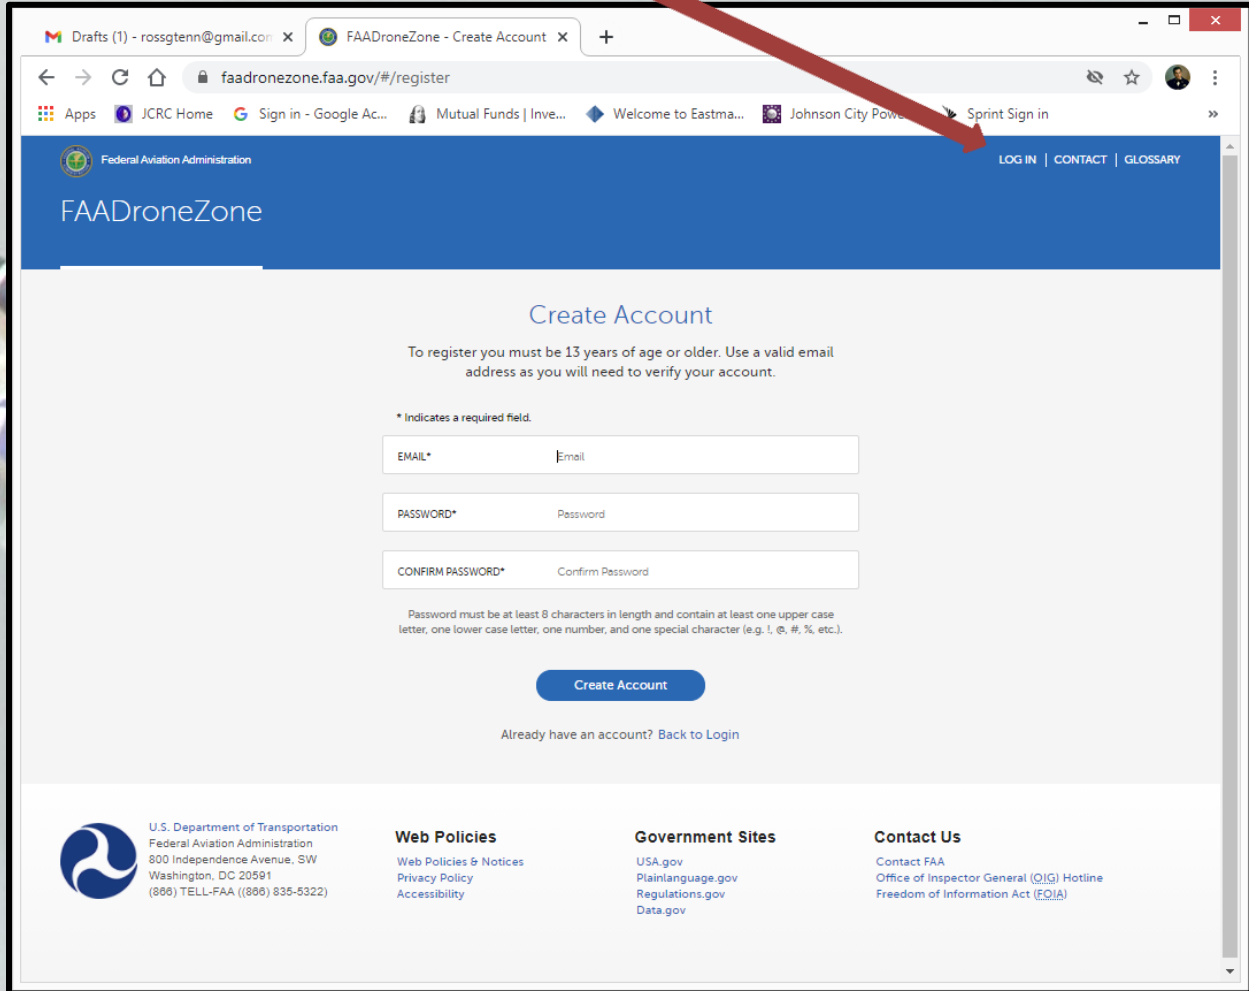 Drafts (1) - rossgtenn@gmail.con
FAADroneZone - Create Account
faadronezone.faa.gov/#/register
Apps
JCRC Home
Sign in - Google Ac...
Mutual Funds | Inve...
Welcome to Eastma...
Johnson City Powe
Sprint Sign in
»
Federal Aviation Administration
LOG IN | CONTACT | GLOSSARY
FAADroneZone
Create Account
To register you must be 13 years of age or older. Use a valid email
address as you will need to verify your account.
* Indicates a required field.
EMAIL* Email
PASSWORD* Password
CONFIRM PASSWORD* Confirm Password
Password must be at least 8 characters in length and contain at least one upper case
letter, one lower case letter, one number, and one special character (e.g. !, @, #, %, etc.).
Create Account
Already have an account? Back to Login
U.S. Department of Transportation
Federal Aviation Administration
800 Independence Avenue, SW
Washington, DC 20591
(866) TELL-FAA ((866) 835-5322)
Web Policies
Web Policies & Notices
Privacy Policy
Accessibility
Government Sites
USA.gov
Plainlanguage.gov
Regulations.gov
Data.gov
Contact Us
Contact FAA
Office of Inspector General (OIG) Hotline
Freedom of Information Act (FOIA)